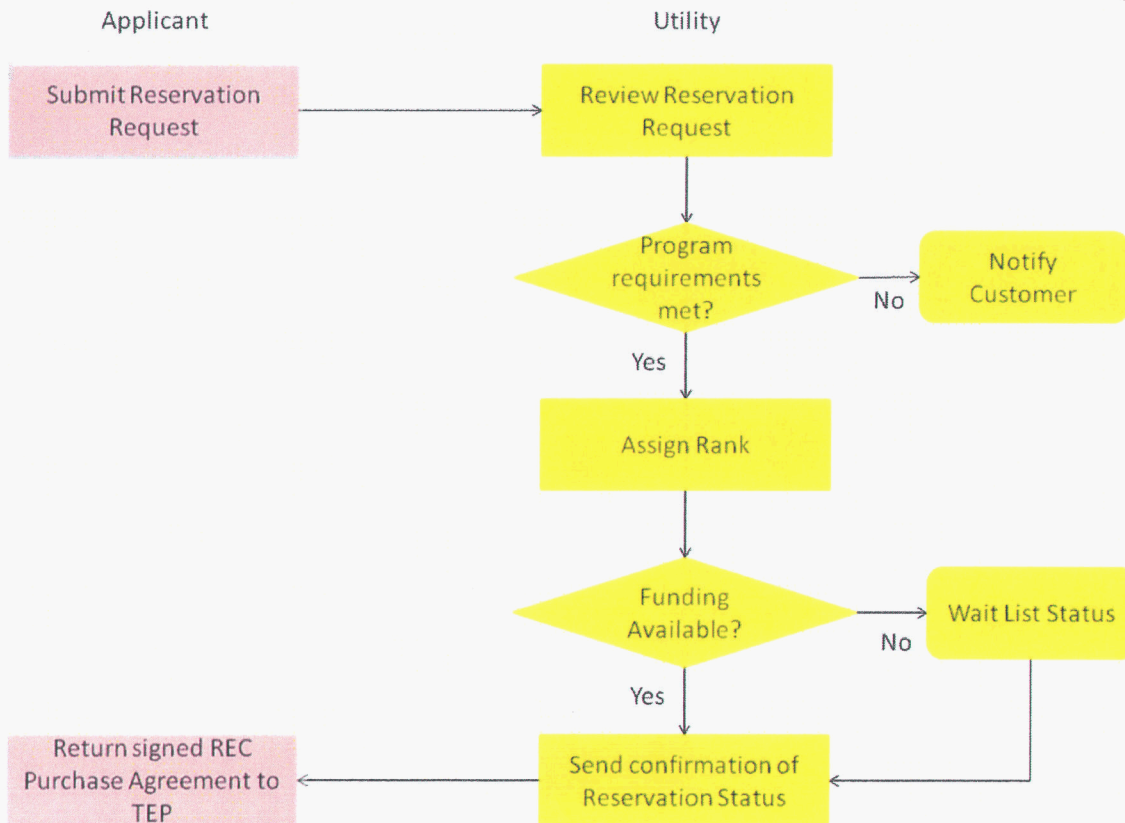 Applicant
Utility
Submit Reservation
Request
Review Reservation
Request
Program
requirements
met?
No
Notify
Customer
Yes
Assign Rank
Funding
Available?
No
Wait List Status
Yes
Return signed REC
Purchase Agreement to
TEP
Send confirmation of
Reservation Status